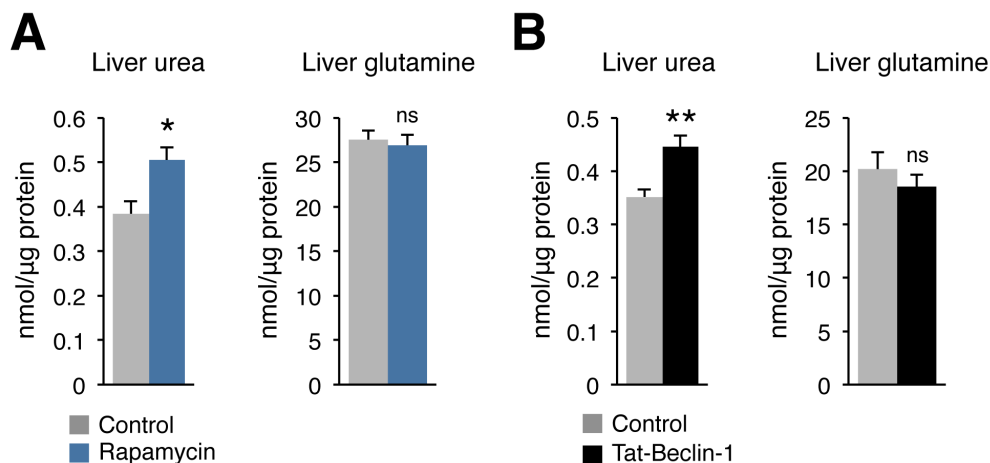 A
B
Liver urea
Liver glutamine
Liver urea
Liver glutamine
nmol/µg protein
0.6
0.5
0.4
0.3
0.2
0.1
0
*
nmol/µg protein
30
25
20
15
10
5
0
ns
nmol/µg protein
0.5
0.4
0.3
0.2
0.1
0
**
nmol/µg protein
25
20
15
10
5
0
ns
Control
Rapamycin
Control
Tat-Beclin-1